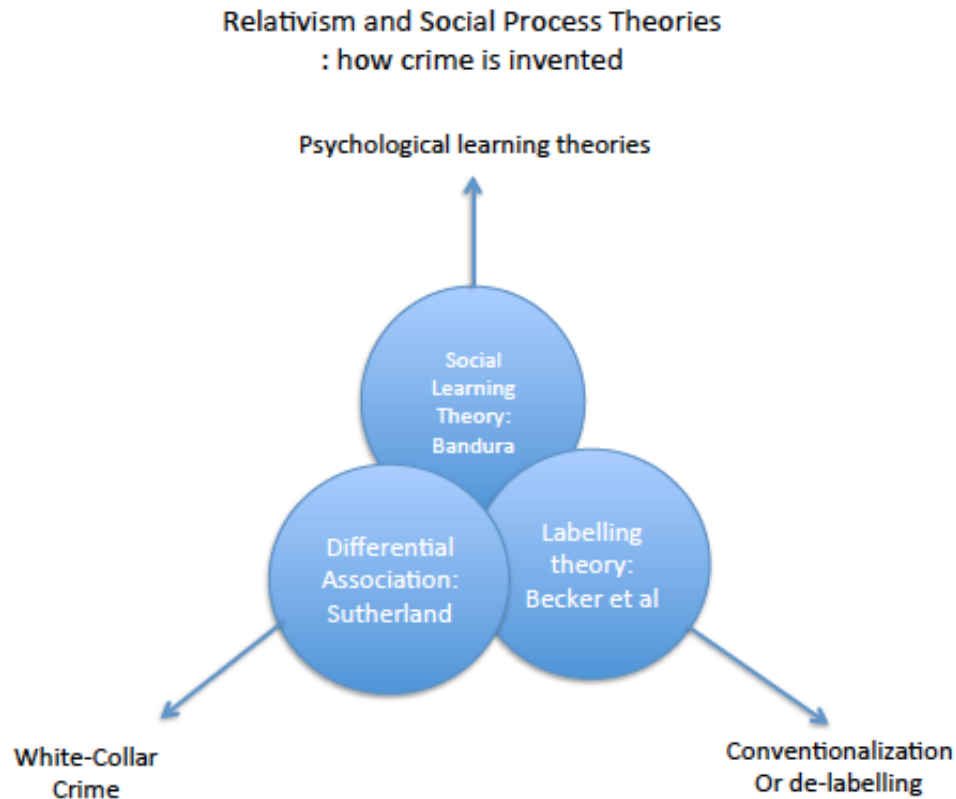 Relativism and Social Process Theories
: how crime is invented
Psychological learning theories
Social
Learning
Theory:
Bandura
Differential
Association:
Sutherland
Labelling
theory:
Becker et al
White-Collar
Crime
Conventionalization
Or de-labelling